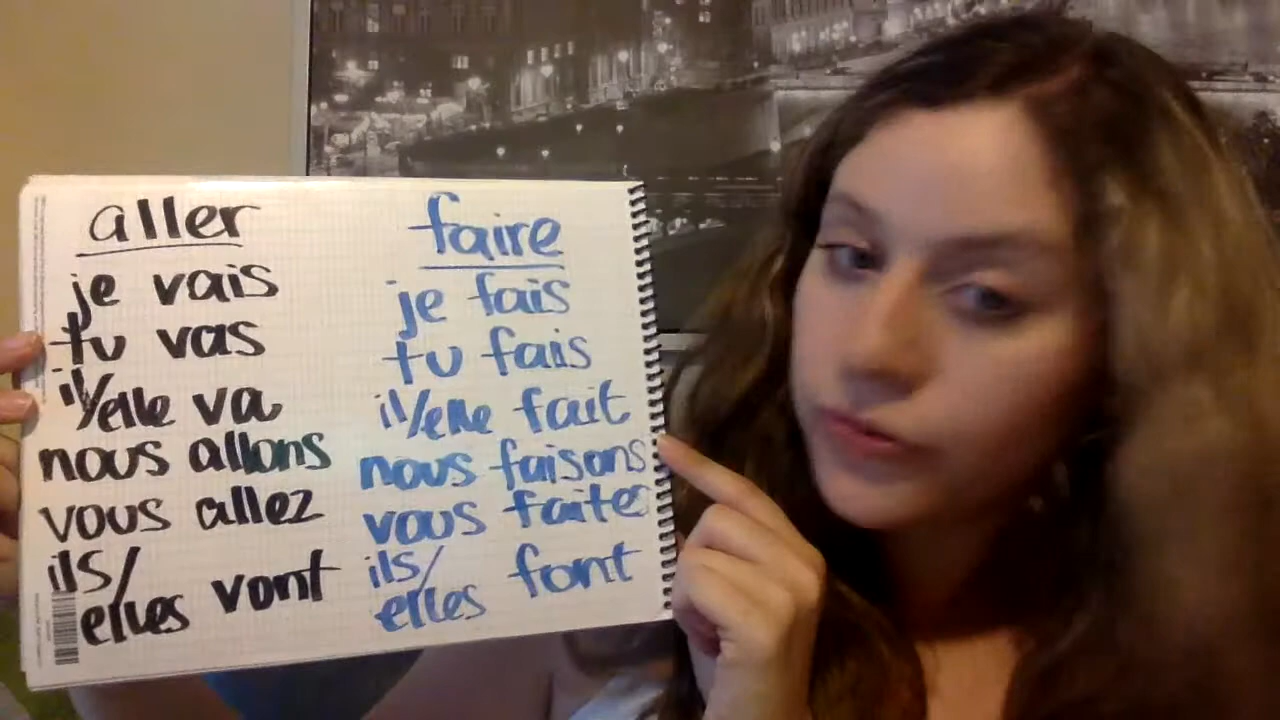 aller
je vais
tu vas
il/elle va
nous allons
vous allez
ils/
elles vont
faire
je fais
tu fais
il/elle fait
nous faisons
vous faites
ils/
elles font